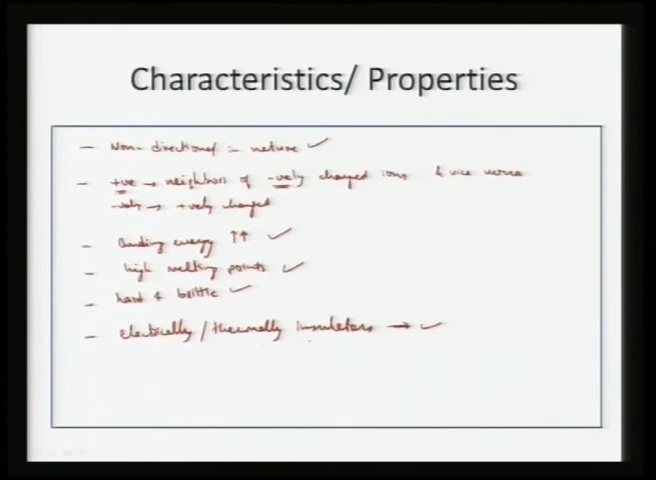 Characteristics/ Properties
– Non-directional in nature ✓
– +ve → neighbors of -vely charged ions & vice versa
-vely → +vely charged
– Bonding energy ↑↑ ✓
– high melting points ✓
– hard & brittle ✓
– electrically/thermally insulators → ✓